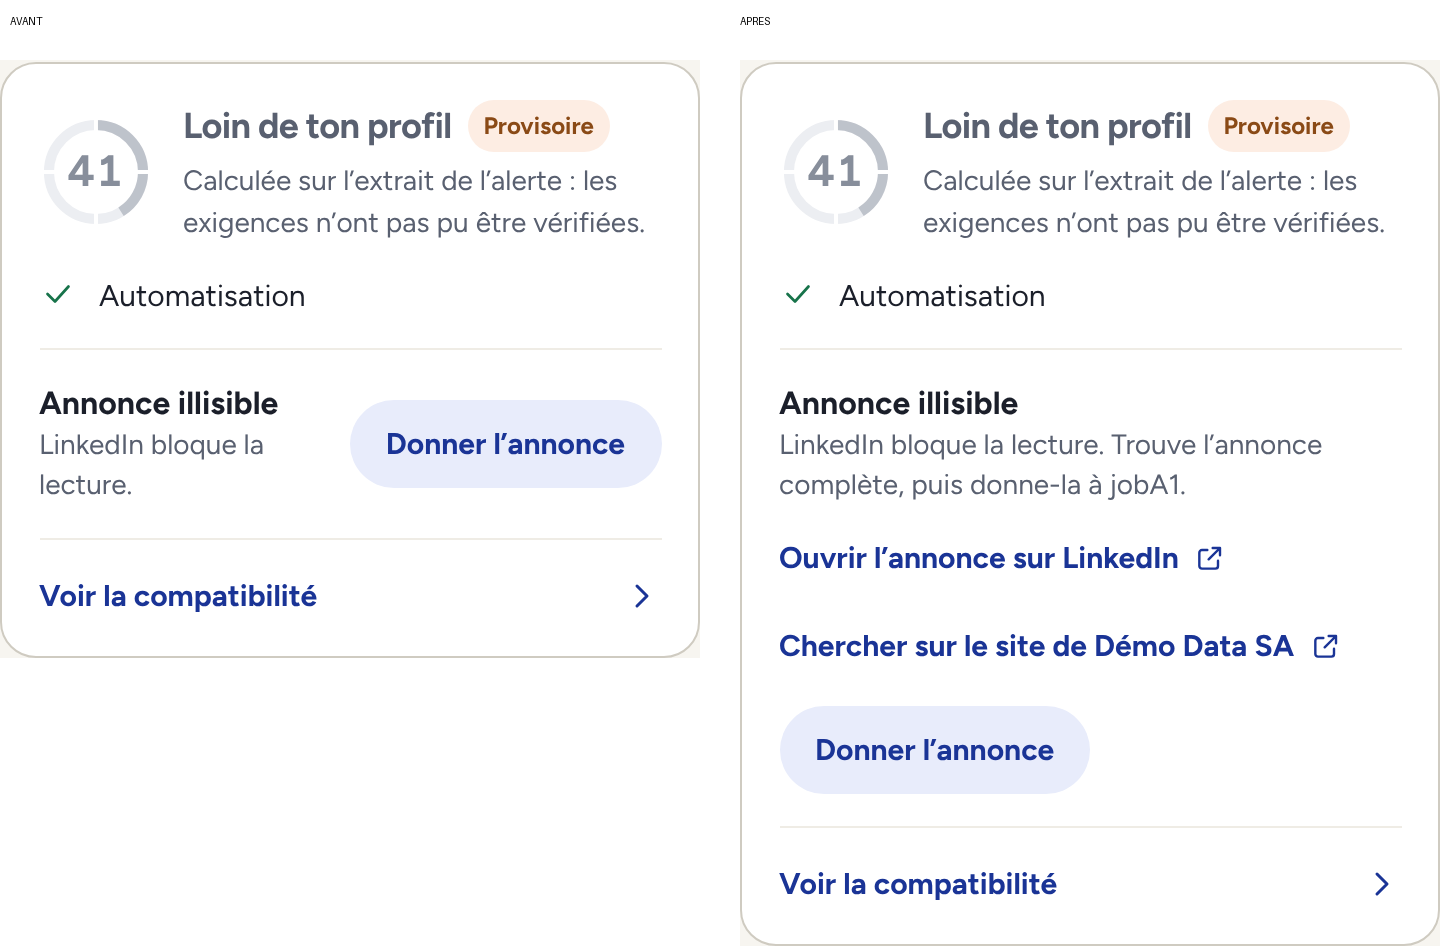 AVANT
41
Loin de ton profil
Provisoire
Calculée sur l’extrait de l’alerte : les
exigences n’ont pas pu être vérifiées.
Automatisation
Annonce illisible
LinkedIn bloque la
lecture.
Donner l’annonce
Voir la compatibilité
APRES
41
Loin de ton profil
Provisoire
Calculée sur l’extrait de l’alerte : les
exigences n’ont pas pu être vérifiées.
Automatisation
Annonce illisible
LinkedIn bloque la lecture. Trouve l’annonce
complète, puis donne-la à jobA1.
Ouvrir l’annonce sur LinkedIn
Chercher sur le site de Démo Data SA
Donner l’annonce
Voir la compatibilité